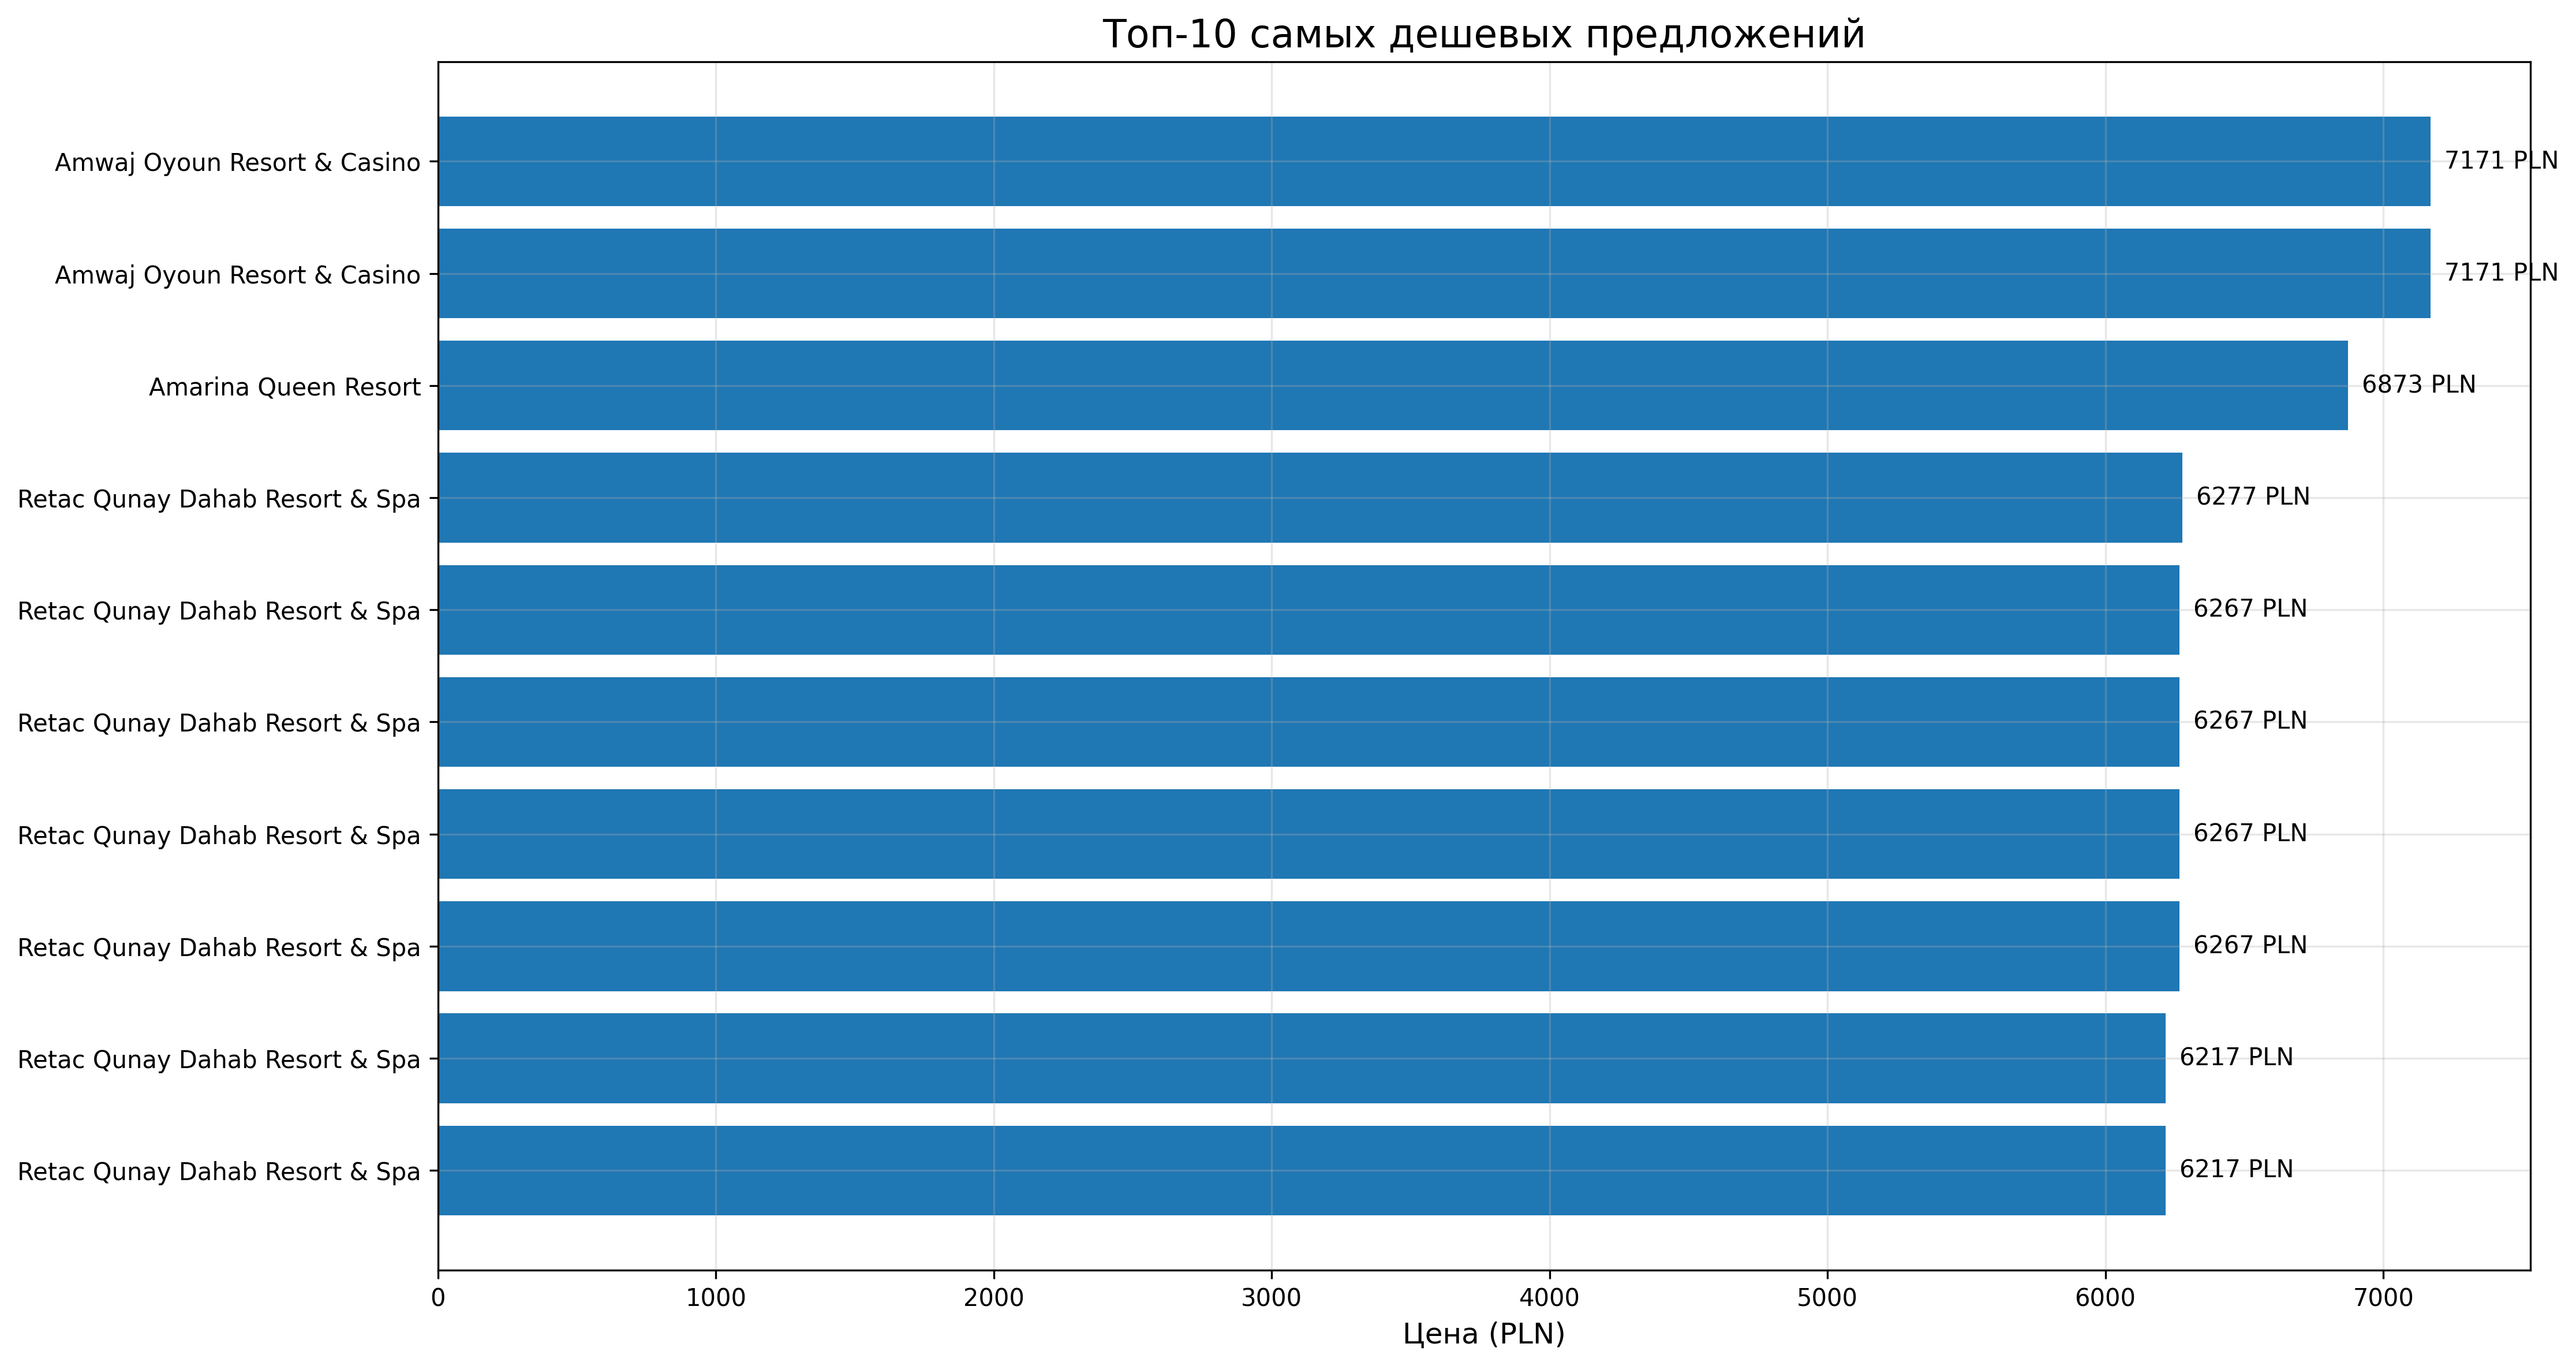 Топ-10 самых дешевых предложений
Amwaj Oyoun Resort & Casino 7171 PLN
Amwaj Oyoun Resort & Casino 7171 PLN
Amarina Queen Resort 6873 PLN
Retac Qunay Dahab Resort & Spa 6277 PLN
Retac Qunay Dahab Resort & Spa 6267 PLN
Retac Qunay Dahab Resort & Spa 6267 PLN
Retac Qunay Dahab Resort & Spa 6267 PLN
Retac Qunay Dahab Resort & Spa 6267 PLN
Retac Qunay Dahab Resort & Spa 6217 PLN
Retac Qunay Dahab Resort & Spa 6217 PLN
0 1000 2000 3000 4000 5000 6000 7000
Цена (PLN)